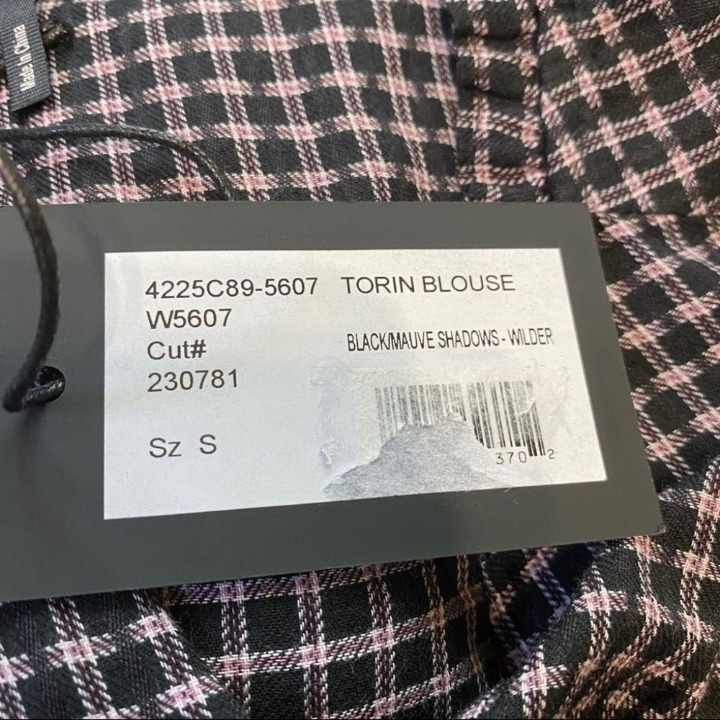 Made in China
4225C89-5607 TORIN BLOUSE
W5607
BLACK/MAUVE SHADOWS - WILDER
Cut#
230781
Sz S
370 2